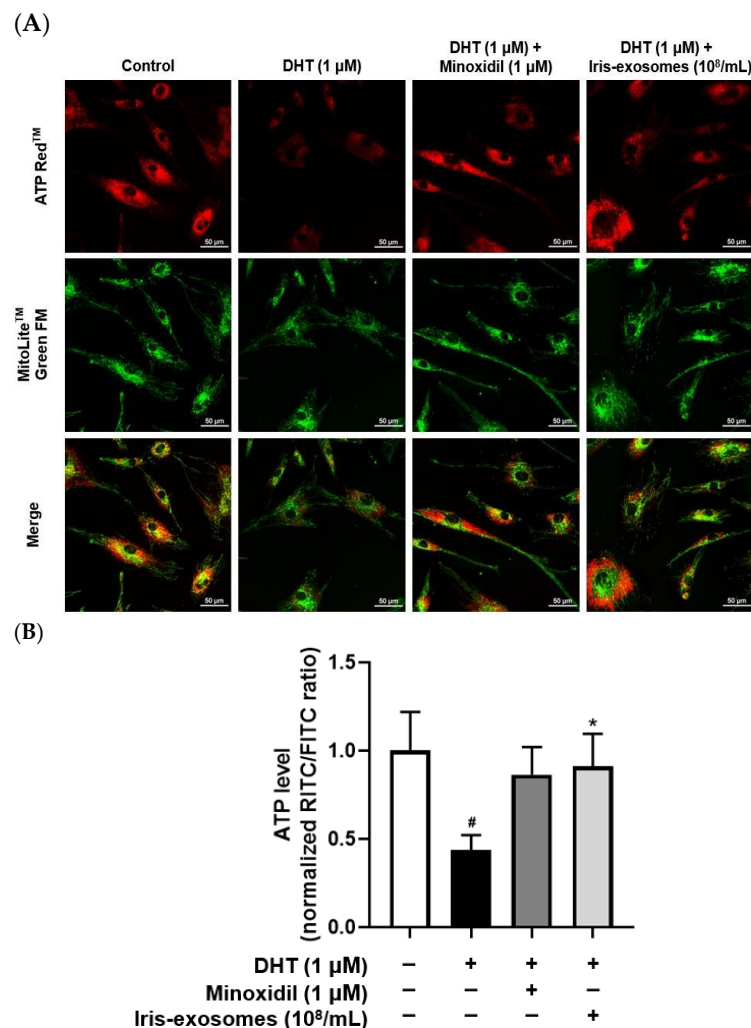 (A)
Control
DHT (1 μM)
DHT (1 μM) +
Minoxidil (1 μM)
DHT (1 μM) +
Iris-exosomes (10⁸/mL)
ATP Red™
50 μm
50 μm
50 μm
50 μm
MitoLite™
Green FM
50 μm
50 μm
50 μm
50 μm
Merge
50 μm
50 μm
50 μm
50 μm
(B)
ATP level
(normalized RITC/FITC ratio)
1.5
1.0
0.5
0.0
#
*
DHT (1 μM) – + + +
Minoxidil (1 μM) – – + –
Iris-exosomes (10⁸/mL) – – – +